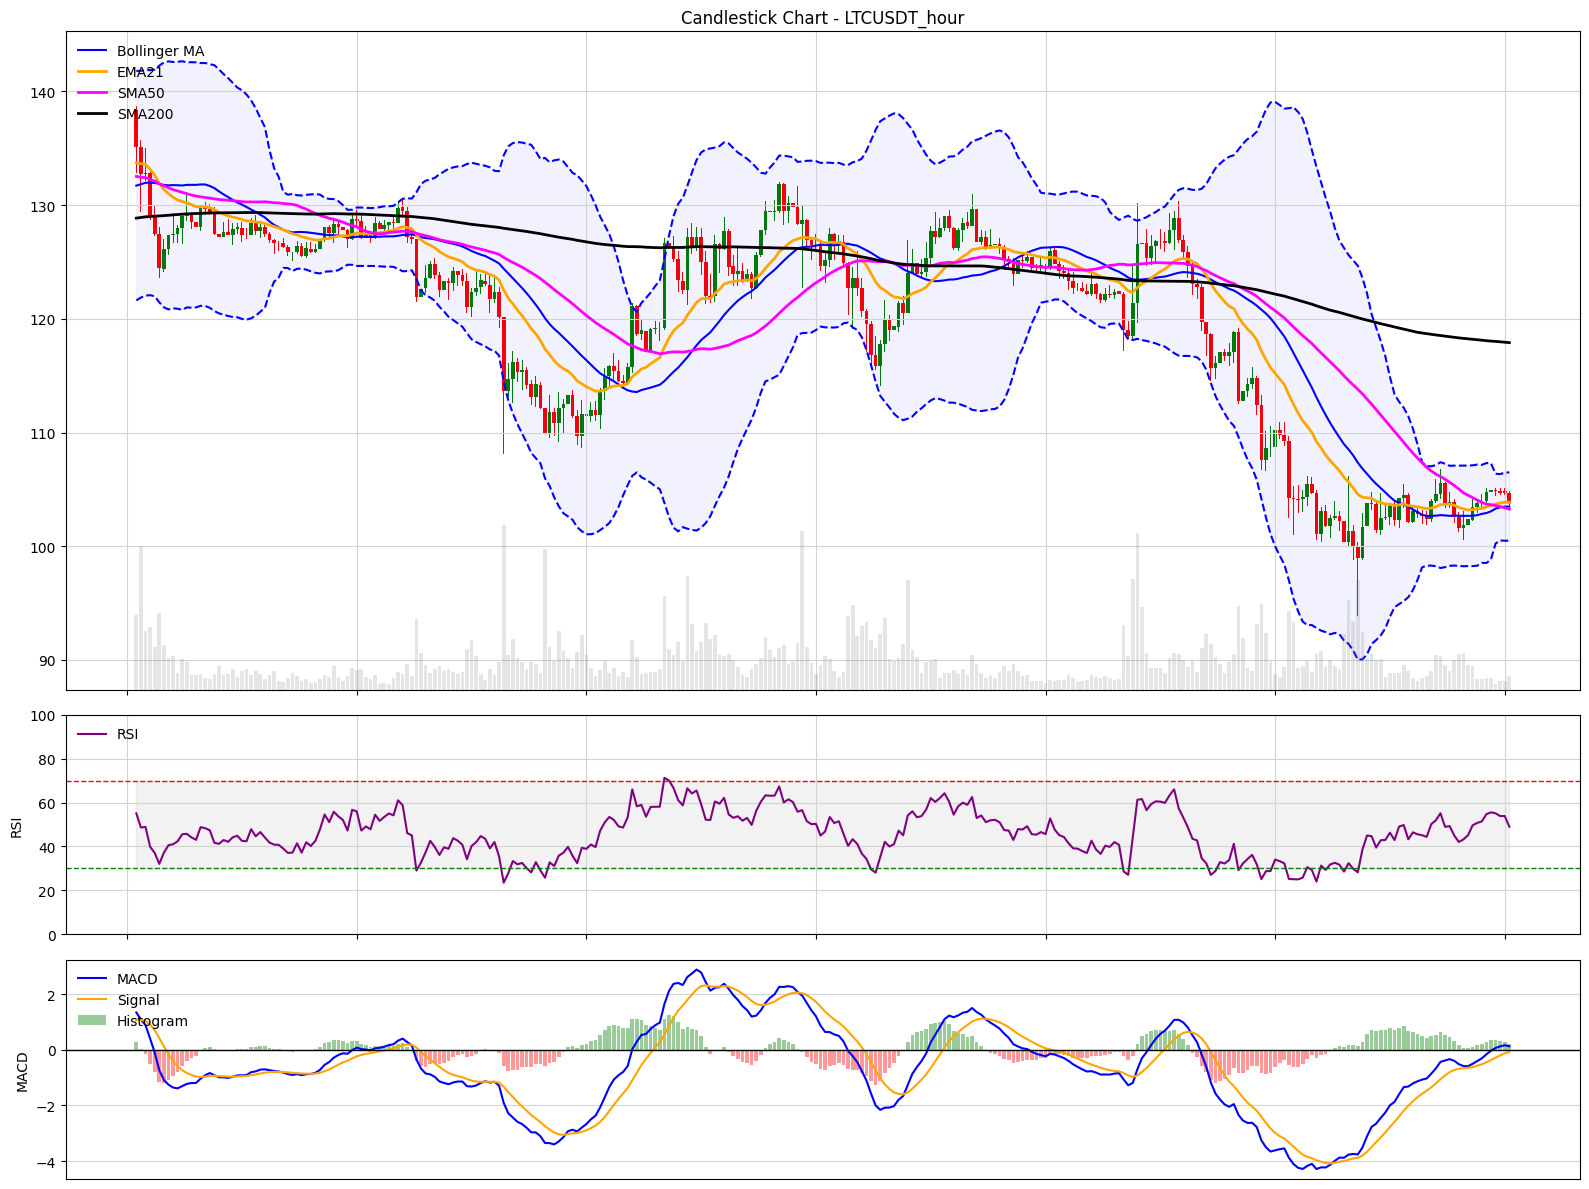 Candlestick Chart - LTCUSDT_hour
Bollinger MA
EMA21
SMA50
SMA200
140
130
120
110
100
90
RSI
100
80
60
40
20
0
RSI
MACD
Signal
Histogram
2
0
−2
−4
MACD